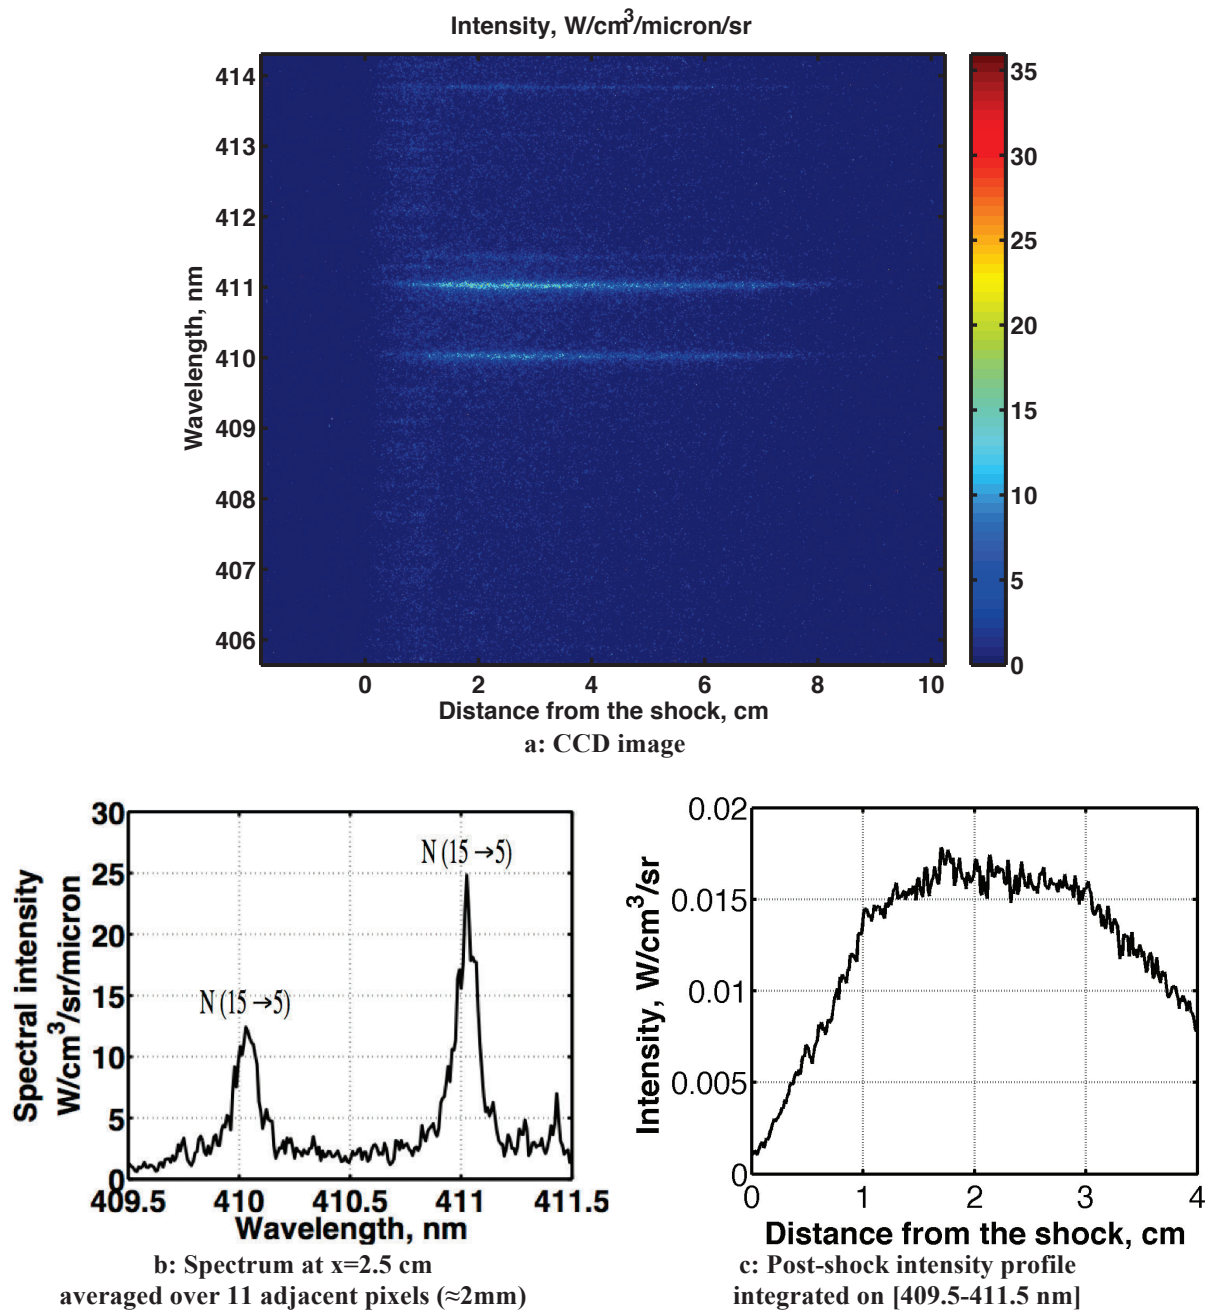 Intensity, W/cm³/micron/sr
414
413
412
411
410
409
408
407
406
Wavelength, nm
0 2 4 6 8 10
Distance from the shock, cm
35
30
25
20
15
10
5
0
a: CCD image
30
25
20
15
10
5
0
Spectral intensity
W/cm³/sr/micron
N (15 →5)
N (15 →5)
409.5 410 410.5 411 411.5
Wavelength, nm
b: Spectrum at x=2.5 cm
averaged over 11 adjacent pixels (≈2mm)
0.02
0.015
0.01
0.005
0
Intensity, W/cm³/sr
0 1 2 3 4
Distance from the shock, cm
c: Post-shock intensity profile
integrated on [409.5-411.5 nm]